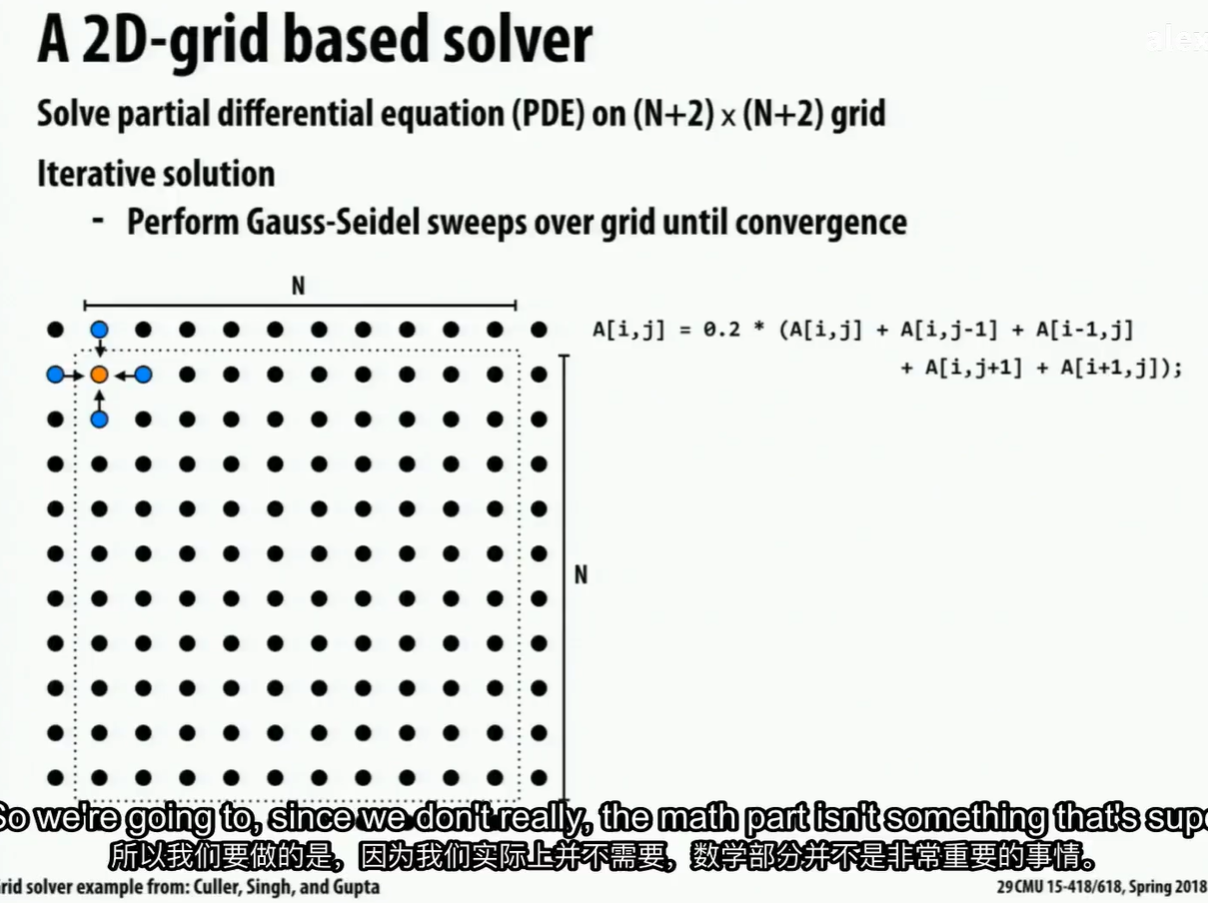 A 2D-grid based solver
alex
Solve partial differential equation (PDE) on (N+2) x (N+2) grid
Iterative solution
- Perform Gauss-Seidel sweeps over grid until convergence
N
A[i,j] = 0.2 * (A[i,j] + A[i,j-1] + A[i-1,j]
+ A[i,j+1] + A[i+1,j]);
N
So we're going to, since we don't really, the math part isn't something that's supe
所以我们要做的是，因为我们实际上并不需要，数学部分并不是非常重要的事情。
rid solver example from: Culler, Singh, and Gupta
29 CMU 15-418/618, Spring 2018